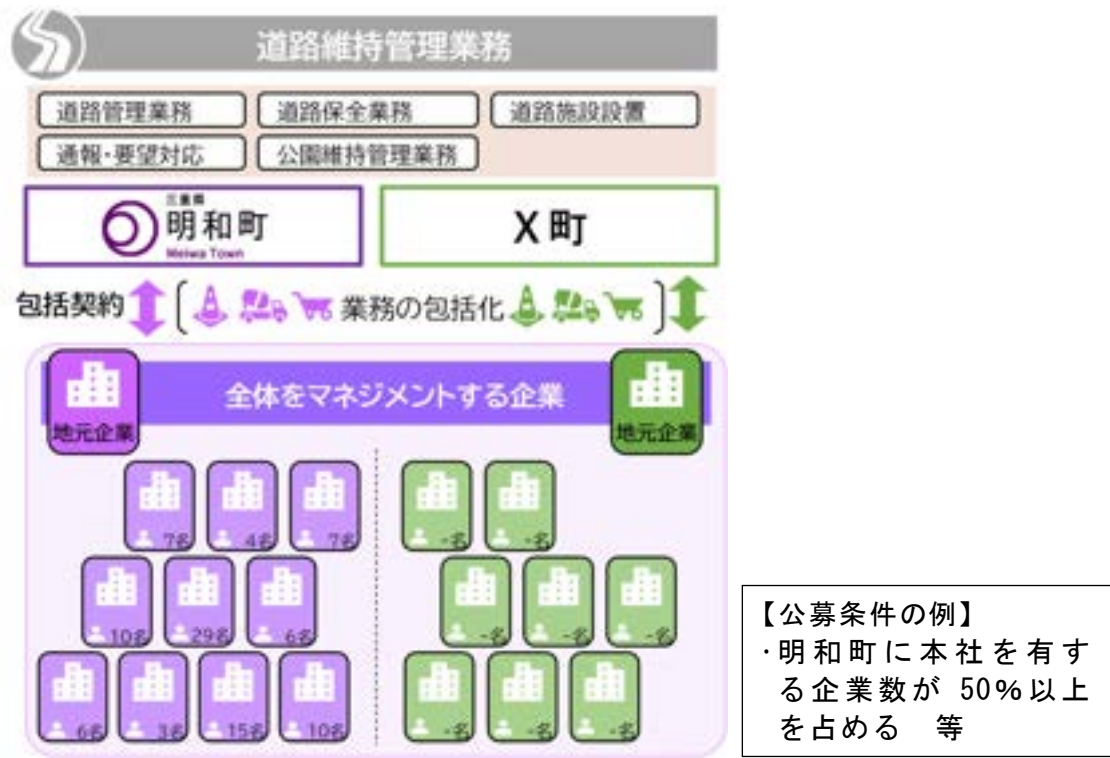 道路維持管理業務
道路管理業務 道路保全業務 道路施設設置
通報・要望対応 公園維持管理業務
三重県
明和町
Meiwa Town
X町
包括契約 ( 業務の包括化 )
全体をマネジメントする企業
地元企業 地元企業
7名 4名 7名 -名 -名
10名 29名 6名 -名 -名 -名
6名 3名 15名 10名 -名 -名 -名
【公募条件の例】
・明和町に本社を有す
る企業数が 50%以上
を占める 等